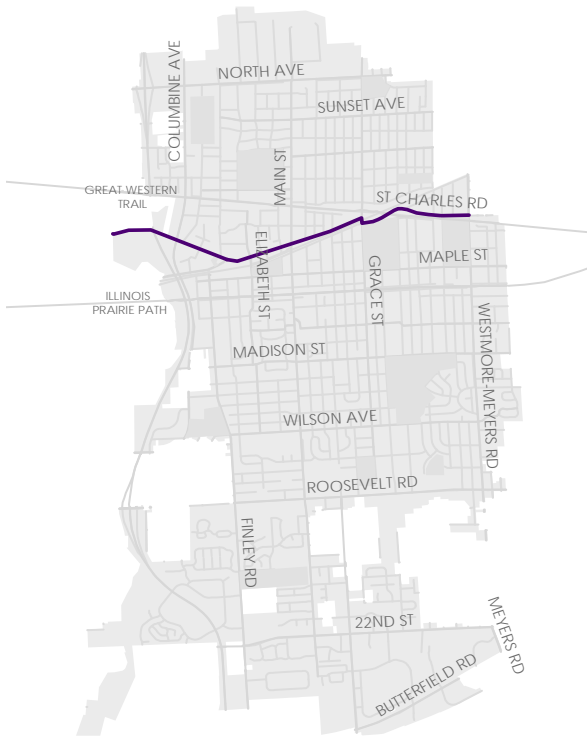 NORTH AVE
COLUMBINE AVE
SUNSET AVE
MAIN ST
GREAT WESTERN
TRAIL
ST CHARLES RD
ELIZABETH ST
MAPLE ST
GRACE ST
ILLINOIS
PRAIRIE PATH
WESTMORE-MEYERS RD
MADISON ST
WILSON AVE
ROOSEVELT RD
FINLEY RD
22ND ST
MEYERS RD
BUTTERFIELD RD